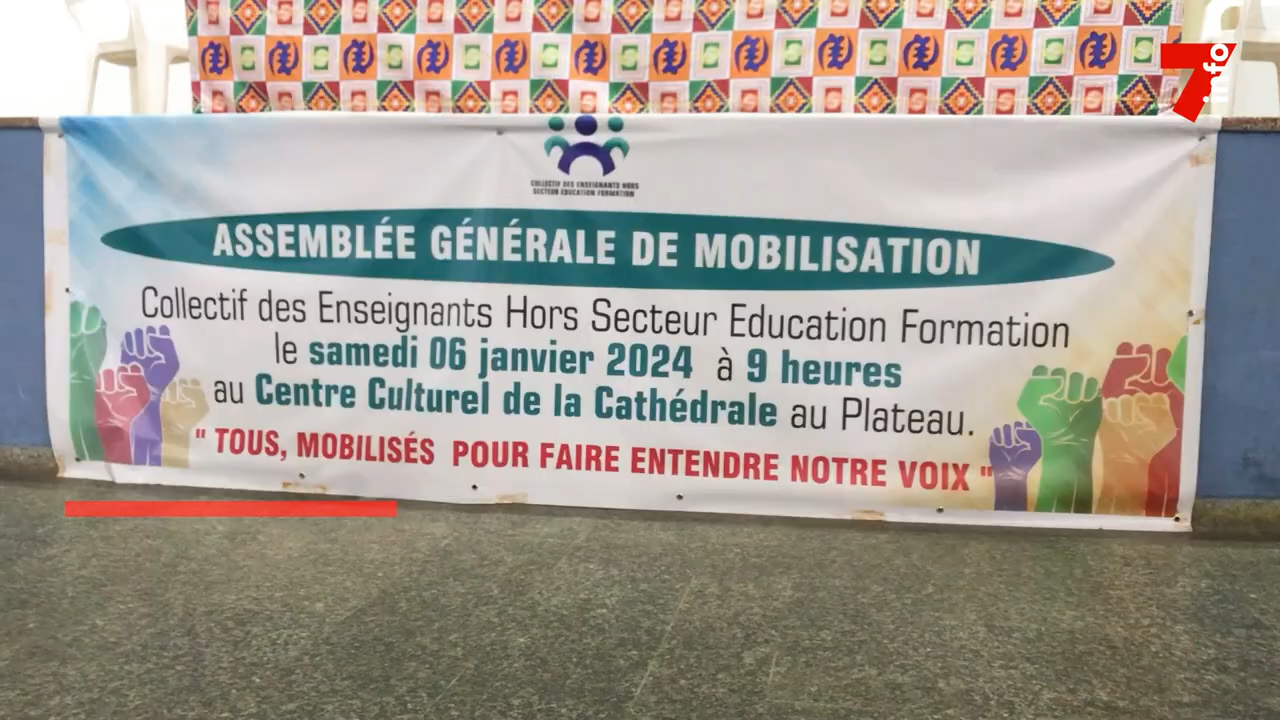 7
info
COLLECTIF DES ENSEIGNANTS HORS
SECTEUR EDUCATION FORMATION
ASSEMBLÉE GÉNÉRALE DE MOBILISATION
Collectif des Enseignants Hors Secteur Education Formation
le samedi 06 janvier 2024 à 9 heures
au Centre Culturel de la Cathédrale au Plateau.
" TOUS, MOBILISÉS POUR FAIRE ENTENDRE NOTRE VOIX "